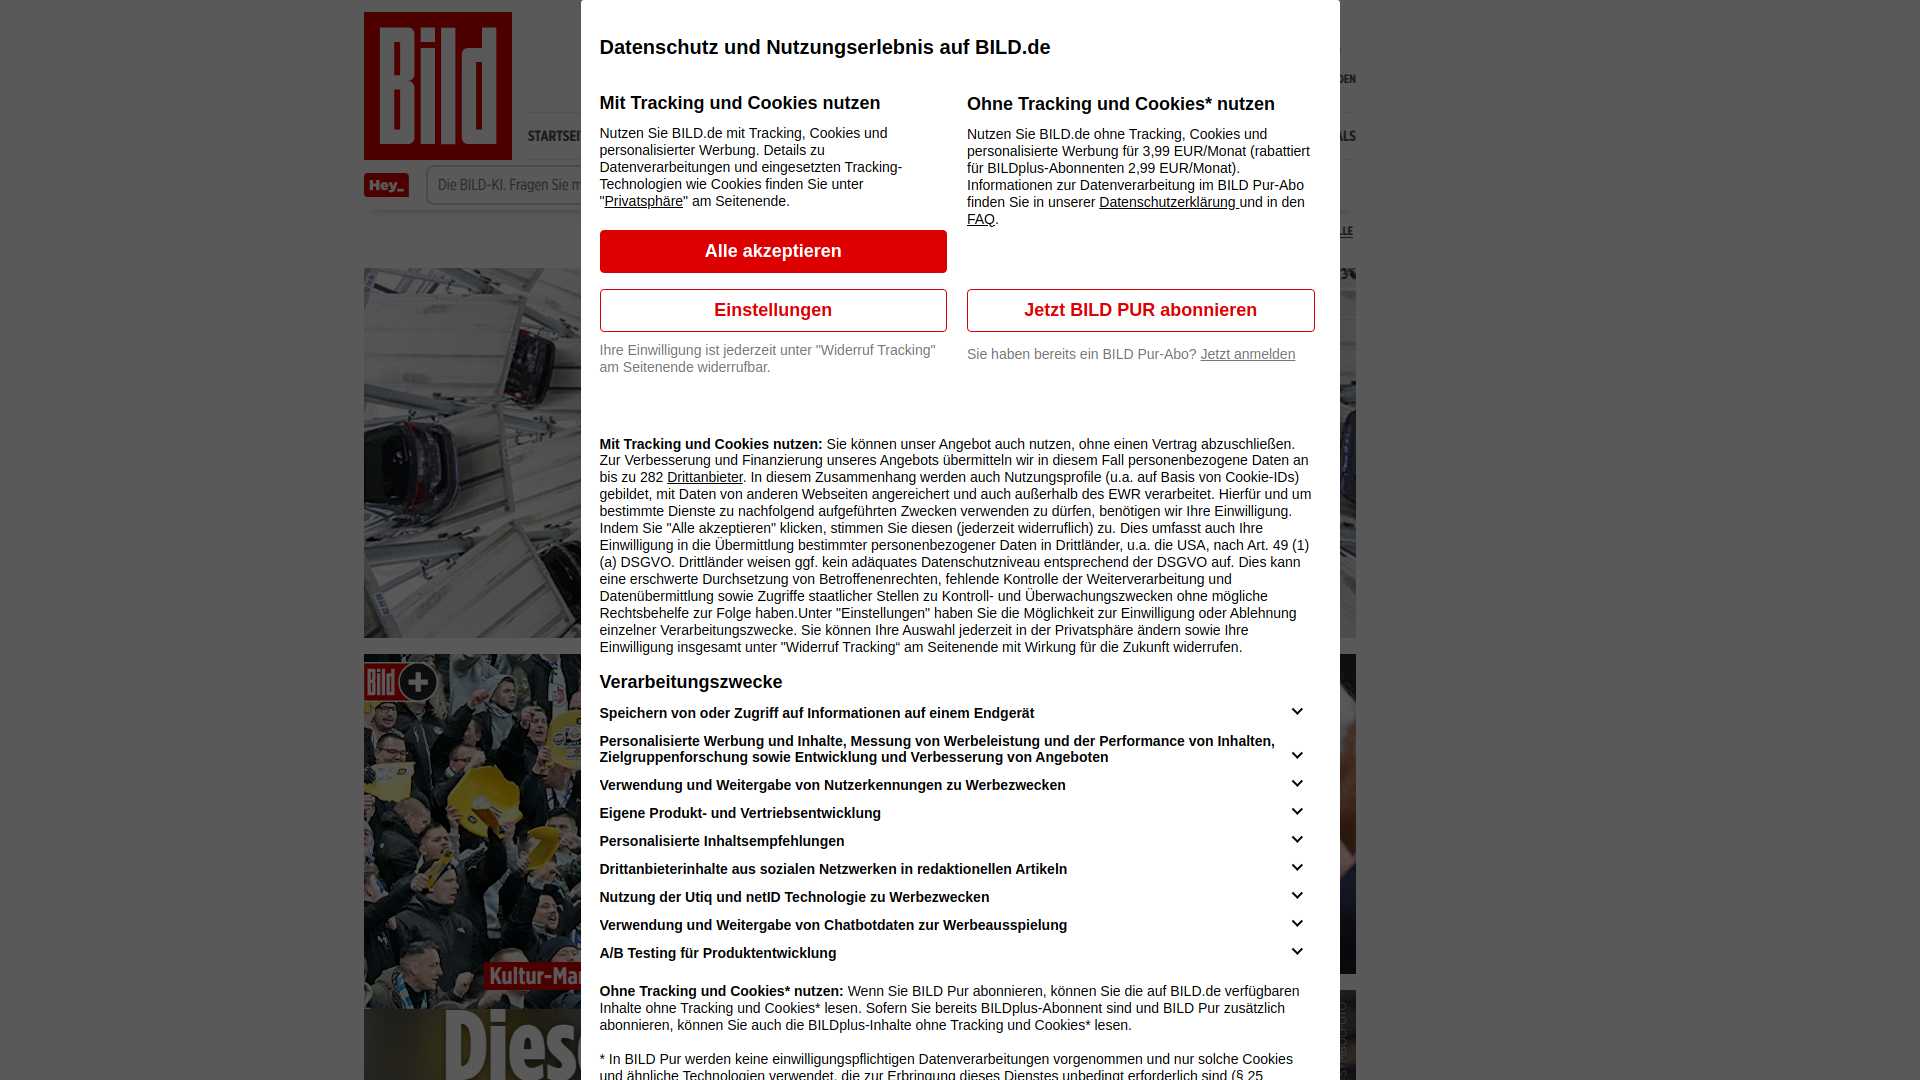 Datenschutz und Nutzungserlebnis auf BILD.de
Bild
STARTSEI
Hey_
Die BILD-KI. Fragen Sie m
Mit Tracking und Cookies nutzen
Nutzen Sie BILD.de mit Tracking, Cookies und
personalisierter Werbung. Details zu
Datenverarbeitungen und eingesetzten Tracking-
Technologien wie Cookies finden Sie unter
"Privatsphäre" am Seitenende.
Alle akzeptieren
Einstellungen
Ihre Einwilligung ist jederzeit unter "Widerruf Tracking"
am Seitenende widerrufbar.
Ohne Tracking und Cookies* nutzen
Nutzen Sie BILD.de ohne Tracking, Cookies und
personalisierte Werbung für 3,99 EUR/Monat (rabattiert
für BILDplus-Abonnenten 2,99 EUR/Monat).
Informationen zur Datenverarbeitung im BILD Pur-Abo
finden Sie in unserer Datenschutzerklärung und in den
FAQ.
Jetzt BILD PUR abonnieren
Sie haben bereits ein BILD Pur-Abo? Jetzt anmelden
DEN
ALS
LLE
Mit Tracking und Cookies nutzen: Sie können unser Angebot auch nutzen, ohne einen Vertrag abzuschließen.
Zur Verbesserung und Finanzierung unseres Angebots übermitteln wir in diesem Fall personenbezogene Daten an
bis zu 282 Drittanbieter. In diesem Zusammenhang werden auch Nutzungsprofile (u.a. auf Basis von Cookie-IDs)
gebildet, mit Daten von anderen Webseiten angereichert und auch außerhalb des EWR verarbeitet. Hierfür und um
bestimmte Dienste zu nachfolgend aufgeführten Zwecken verwenden zu dürfen, benötigen wir Ihre Einwilligung.
Indem Sie "Alle akzeptieren" klicken, stimmen Sie diesen (jederzeit widerruflich) zu. Dies umfasst auch Ihre
Einwilligung in die Übermittlung bestimmter personenbezogener Daten in Drittländer, u.a. die USA, nach Art. 49 (1)
(a) DSGVO. Drittländer weisen ggf. kein adäquates Datenschutzniveau entsprechend der DSGVO auf. Dies kann
eine erschwerte Durchsetzung von Betroffenenrechten, fehlende Kontrolle der Weiterverarbeitung und
Datenübermittlung sowie Zugriffe staatlicher Stellen zu Kontroll- und Überwachungszwecken ohne mögliche
Rechtsbehelfe zur Folge haben.Unter "Einstellungen" haben Sie die Möglichkeit zur Einwilligung oder Ablehnung
einzelner Verarbeitungszwecke. Sie können Ihre Auswahl jederzeit in der Privatsphäre ändern sowie Ihre
Einwilligung insgesamt unter "Widerruf Tracking“ am Seitenende mit Wirkung für die Zukunft widerrufen.
Verarbeitungszwecke
Speichern von oder Zugriff auf Informationen auf einem Endgerät
Personalisierte Werbung und Inhalte, Messung von Werbeleistung und der Performance von Inhalten,
Zielgruppenforschung sowie Entwicklung und Verbesserung von Angeboten
Verwendung und Weitergabe von Nutzerkennungen zu Werbezwecken
Eigene Produkt- und Vertriebsentwicklung
Personalisierte Inhaltsempfehlungen
Drittanbieterinhalte aus sozialen Netzwerken in redaktionellen Artikeln
Nutzung der Utiq und netID Technologie zu Werbezwecken
Verwendung und Weitergabe von Chatbotdaten zur Werbeausspielung
A/B Testing für Produktentwicklung
Ohne Tracking und Cookies* nutzen: Wenn Sie BILD Pur abonnieren, können Sie die auf BILD.de verfügbaren
Inhalte ohne Tracking und Cookies* lesen. Sofern Sie bereits BILDplus-Abonnent sind und BILD Pur zusätzlich
abonnieren, können Sie auch die BILDplus-Inhalte ohne Tracking und Cookies* lesen.
* In BILD Pur werden keine einwilligungspflichtigen Datenverarbeitungen vorgenommen und nur solche Cookies
und ähnliche Technologien verwendet, die zur Erbringung dieses Dienstes unbedingt erforderlich sind (§ 25
Bild +
Kultur-Mar
Diese